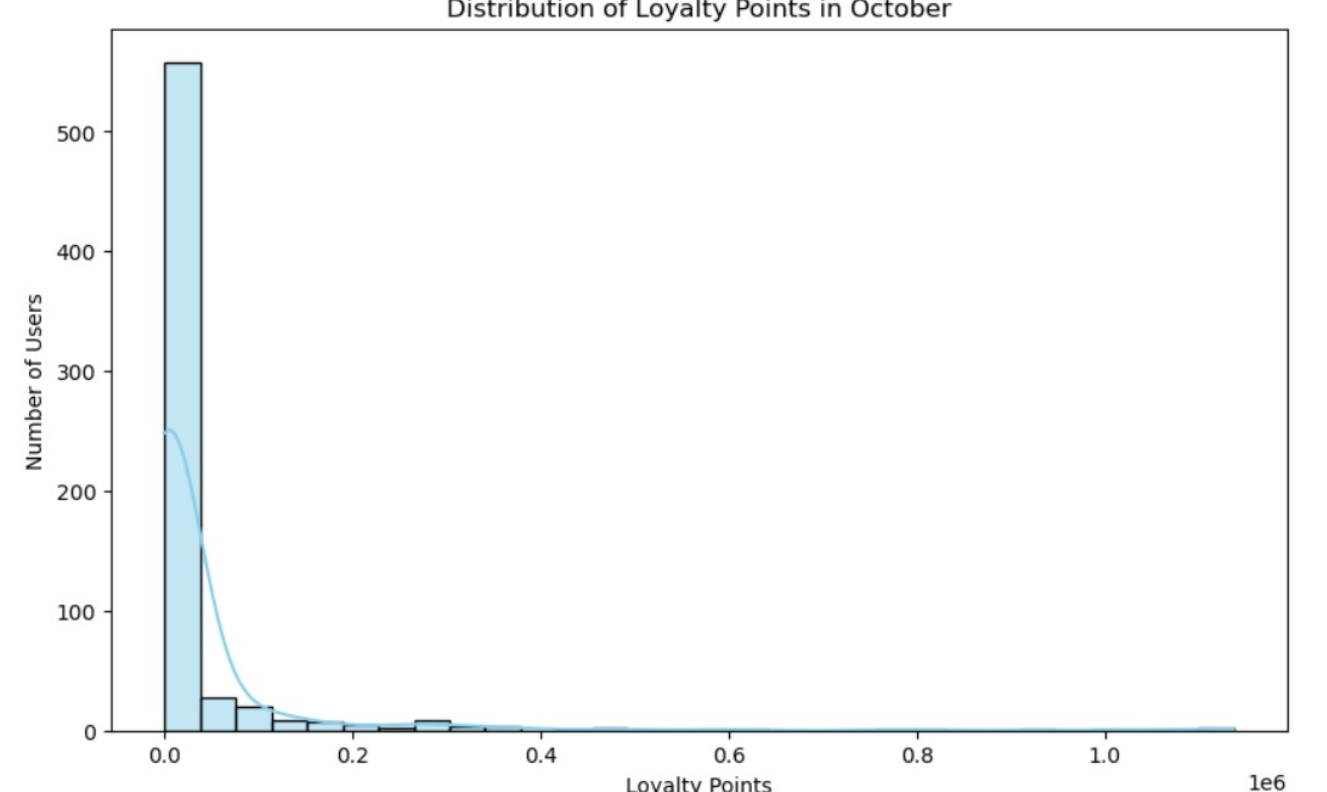 Distribution of Loyalty Points in October
Number of Users
500
400
300
200
100
0
0.0 0.2 0.4 0.6 0.8 1.0
1e6
Loyalty Points